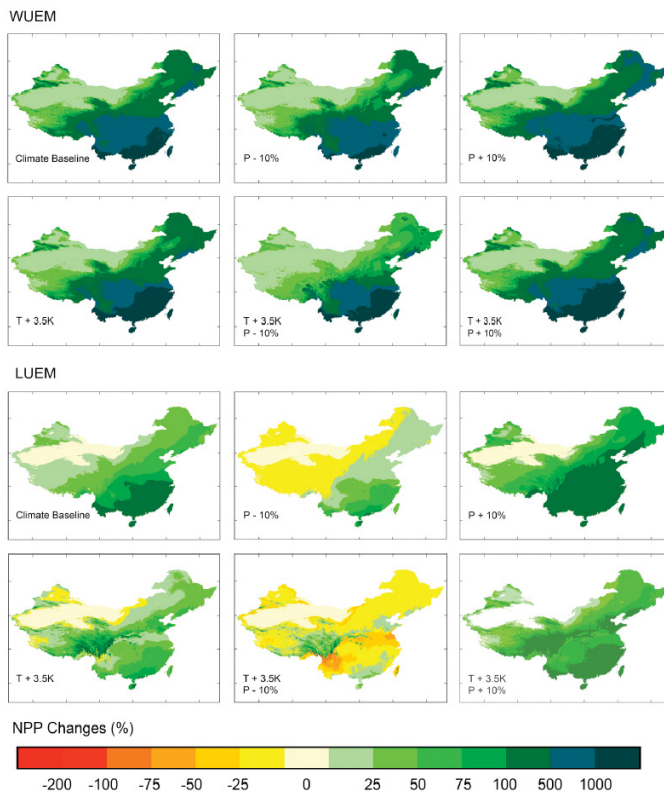 WUEM
Climate Baseline
P - 10%
P + 10%
T + 3.5K
T + 3.5K
P - 10%
T + 3.5K
P + 10%
LUEM
Climate Baseline
P - 10%
P + 10%
T + 3.5K
T + 3.5K
P - 10%
T + 3.5K
P + 10%
NPP Changes (%)
-200 -100 -75 -50 -25 0 25 50 75 100 500 1000